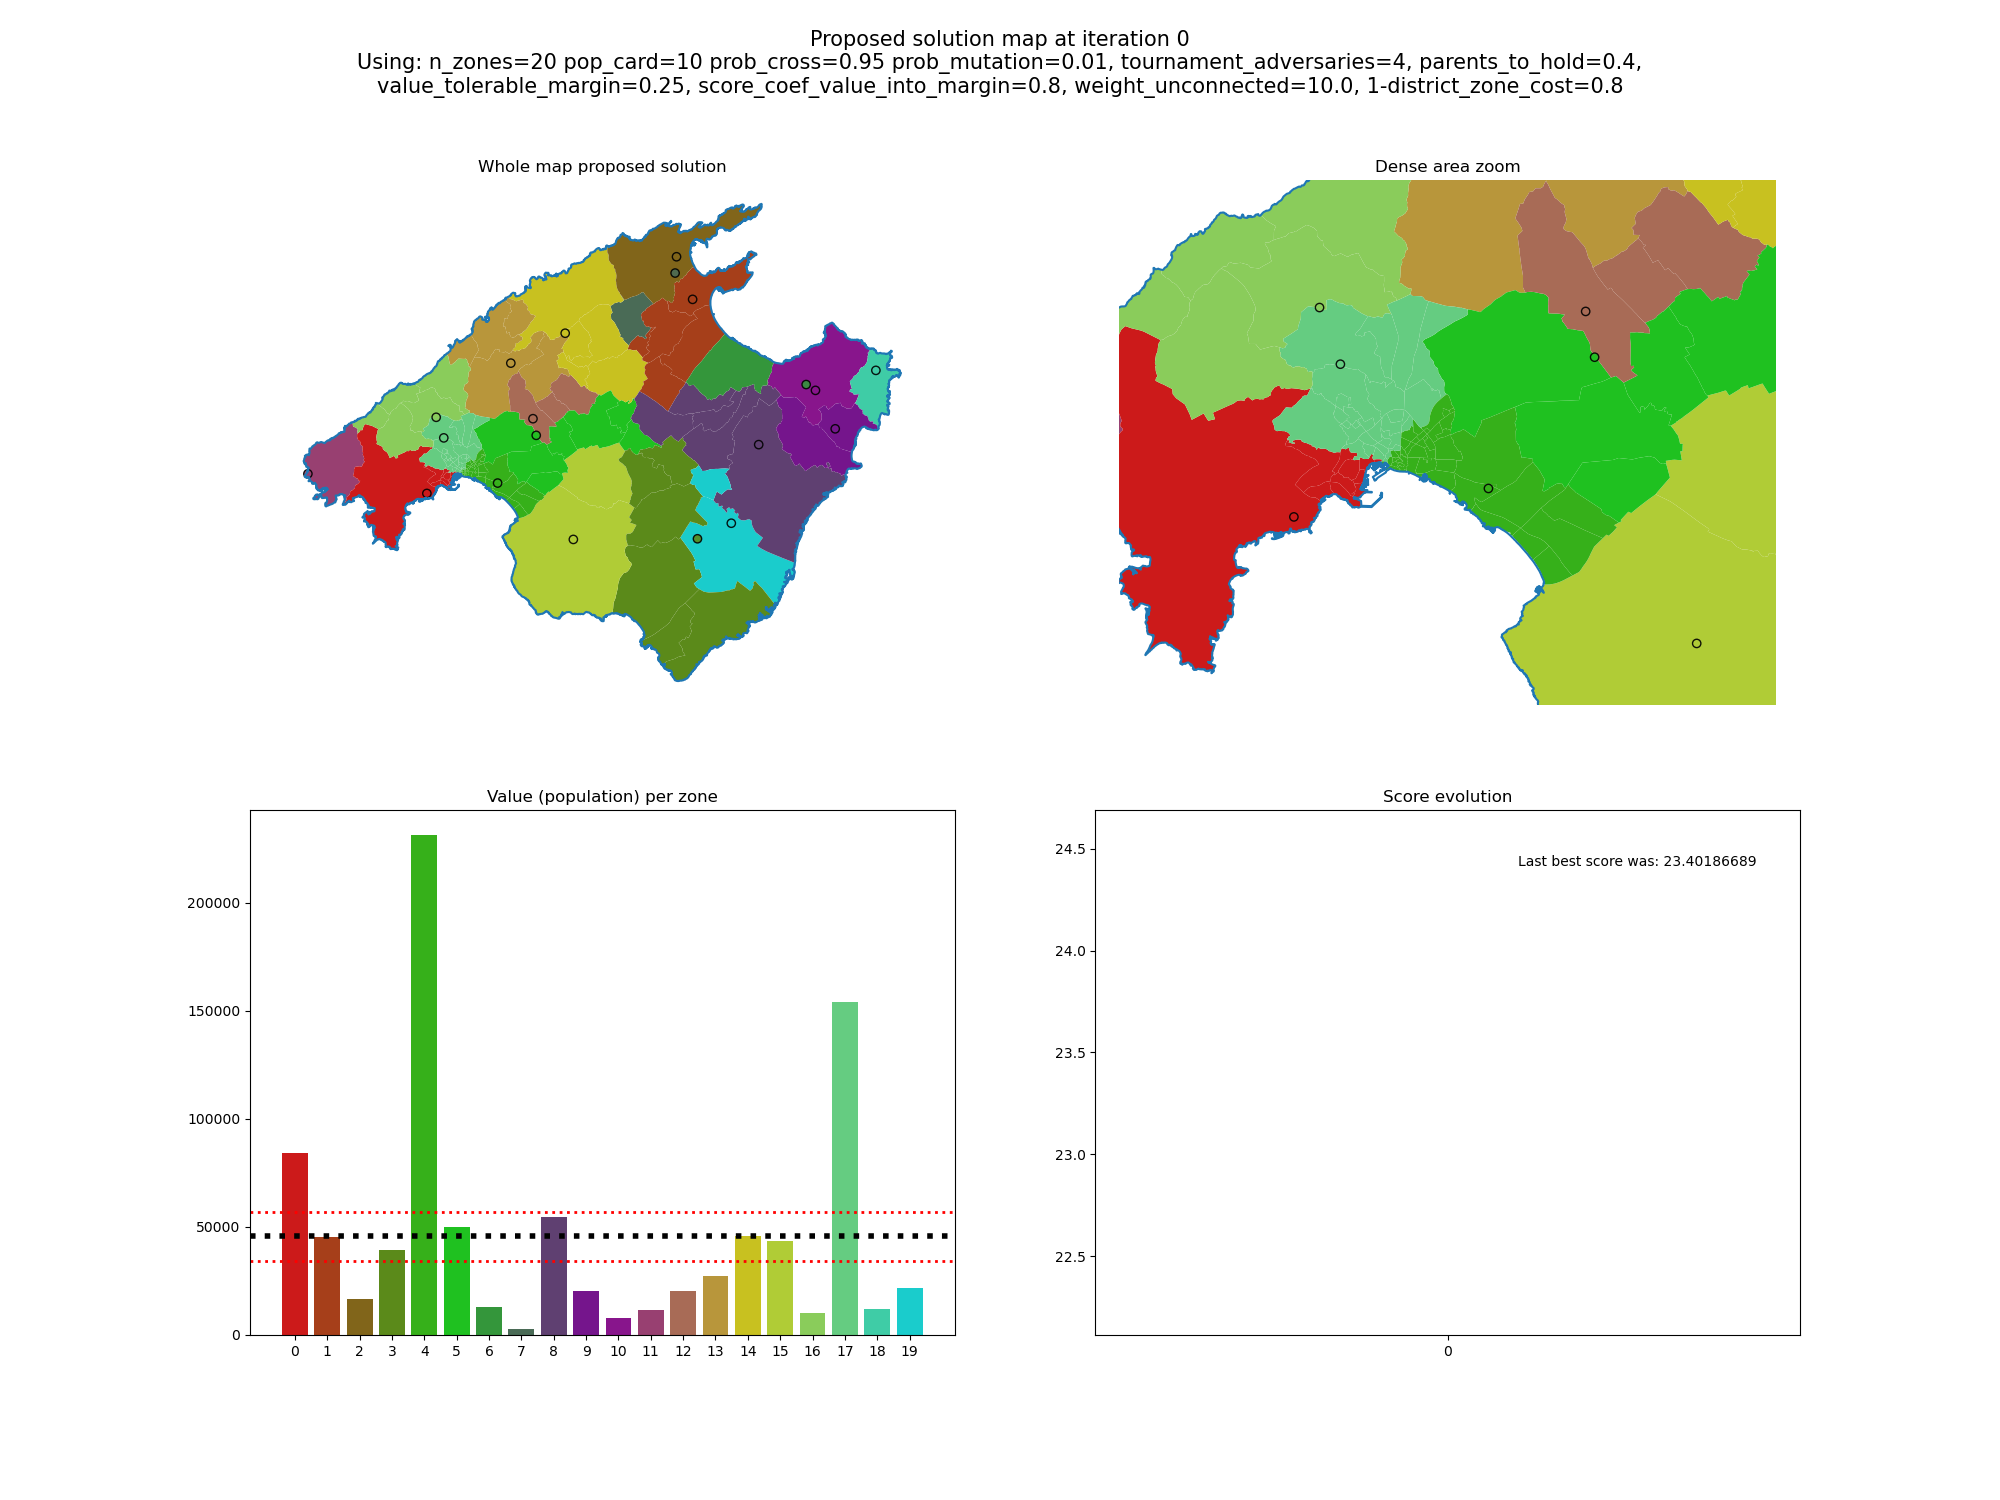 Proposed solution map at iteration 0
Using: n_zones=20 pop_card=10 prob_cross=0.95 prob_mutation=0.01, tournament_adversaries=4, parents_to_hold=0.4,
value_tolerable_margin=0.25, score_coef_value_into_margin=0.8, weight_unconnected=10.0, 1-district_zone_cost=0.8
Whole map proposed solution
Dense area zoom
Value (population) per zone
200000
150000
100000
50000
0
0 1 2 3 4 5 6 7 8 9 10 11 12 13 14 15 16 17 18 19
Score evolution
Last best score was: 23.40186689
24.5
24.0
23.5
23.0
22.5
0